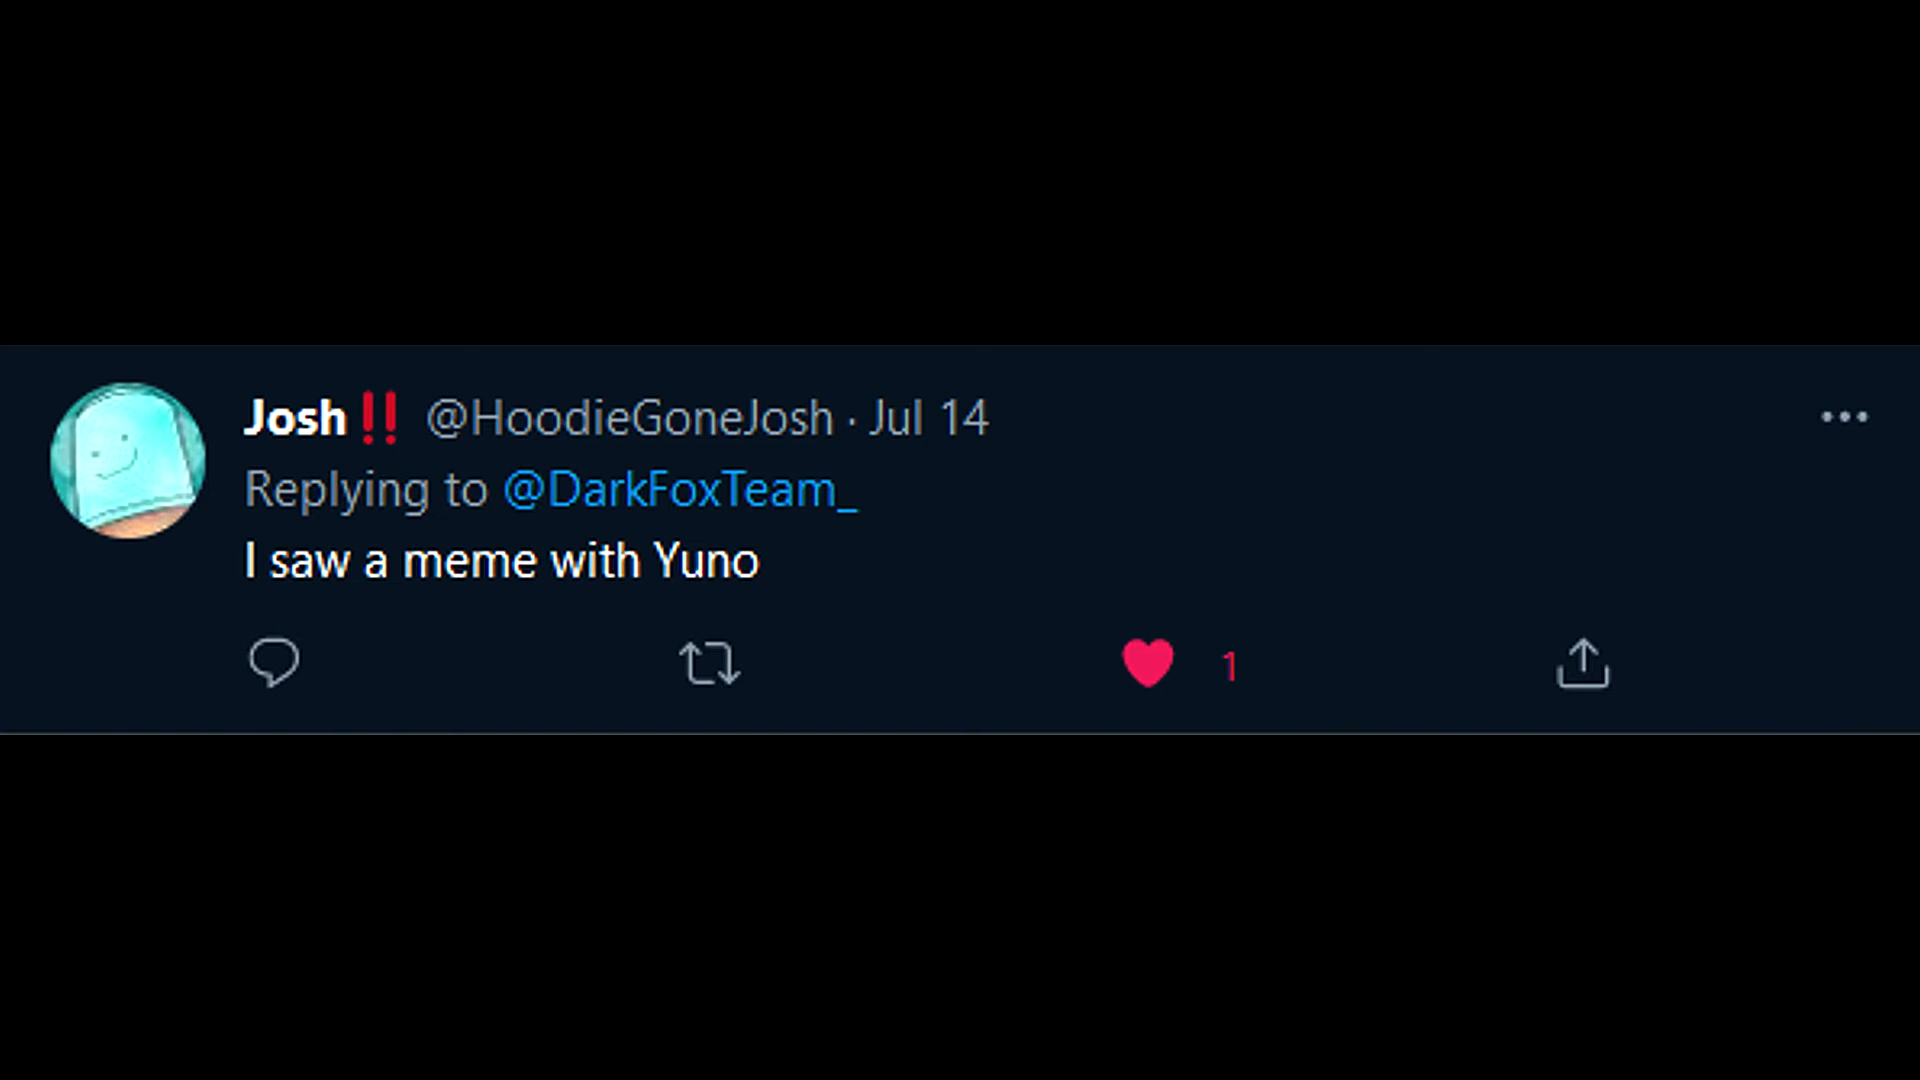 Josh‼️ @HoodieGoneJosh · Jul 14
Replying to @DarkFoxTeam_
I saw a meme with Yuno
1